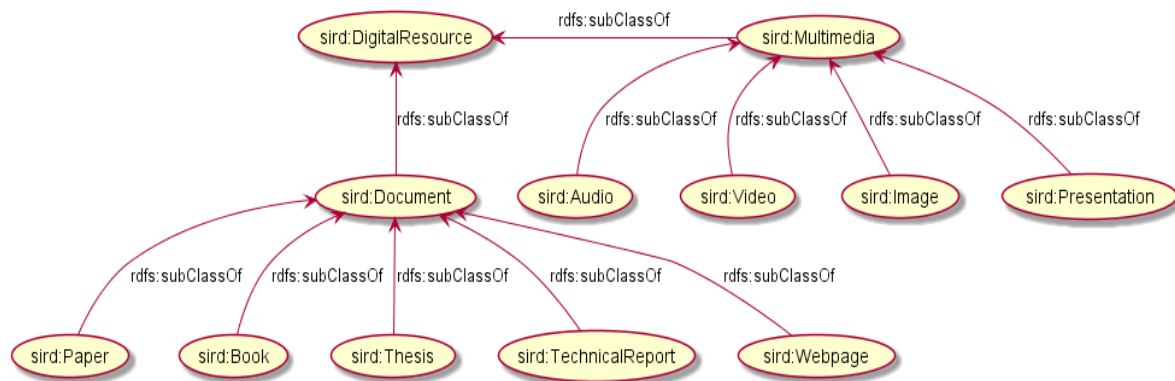 rdfs:subClassOf
sird:DigitalResource
sird:Multimedia
rdfs:subClassOf
rdfs:subClassOf
rdfs:subClassOf
rdfs:subClassOf
rdfs:subClassOf
sird:Document
sird:Audio
sird:Video
sird:Image
sird:Presentation
rdfs:subClassOf
rdfs:subClassOf
rdfs:subClassOf
rdfs:subClassOf
rdfs:subClassOf
sird:Paper
sird:Book
sird:Thesis
sird:TechnicalReport
sird:Webpage